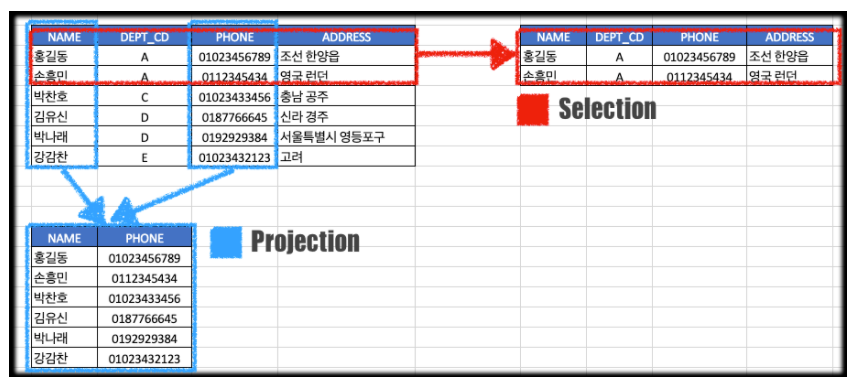 NAME DEPT_CD PHONE ADDRESS
홍길동 A 01023456789 조선 한양읍
손흥민 A 0112345434 영국 런던
박찬호 C 01023433456 충남 공주
김유신 D 0187766645 신라 경주
박나래 D 0192929384 서울특별시 영등포구
강감찬 E 01023432123 고려
NAME DEPT_CD PHONE ADDRESS
홍길동 A 01023456789 조선 한양읍
손흥민 A 0112345434 영국 런던
Selection
NAME PHONE
홍길동 01023456789
손흥민 0112345434
박찬호 01023433456
김유신 0187766645
박나래 0192929384
강감찬 01023432123
Projection